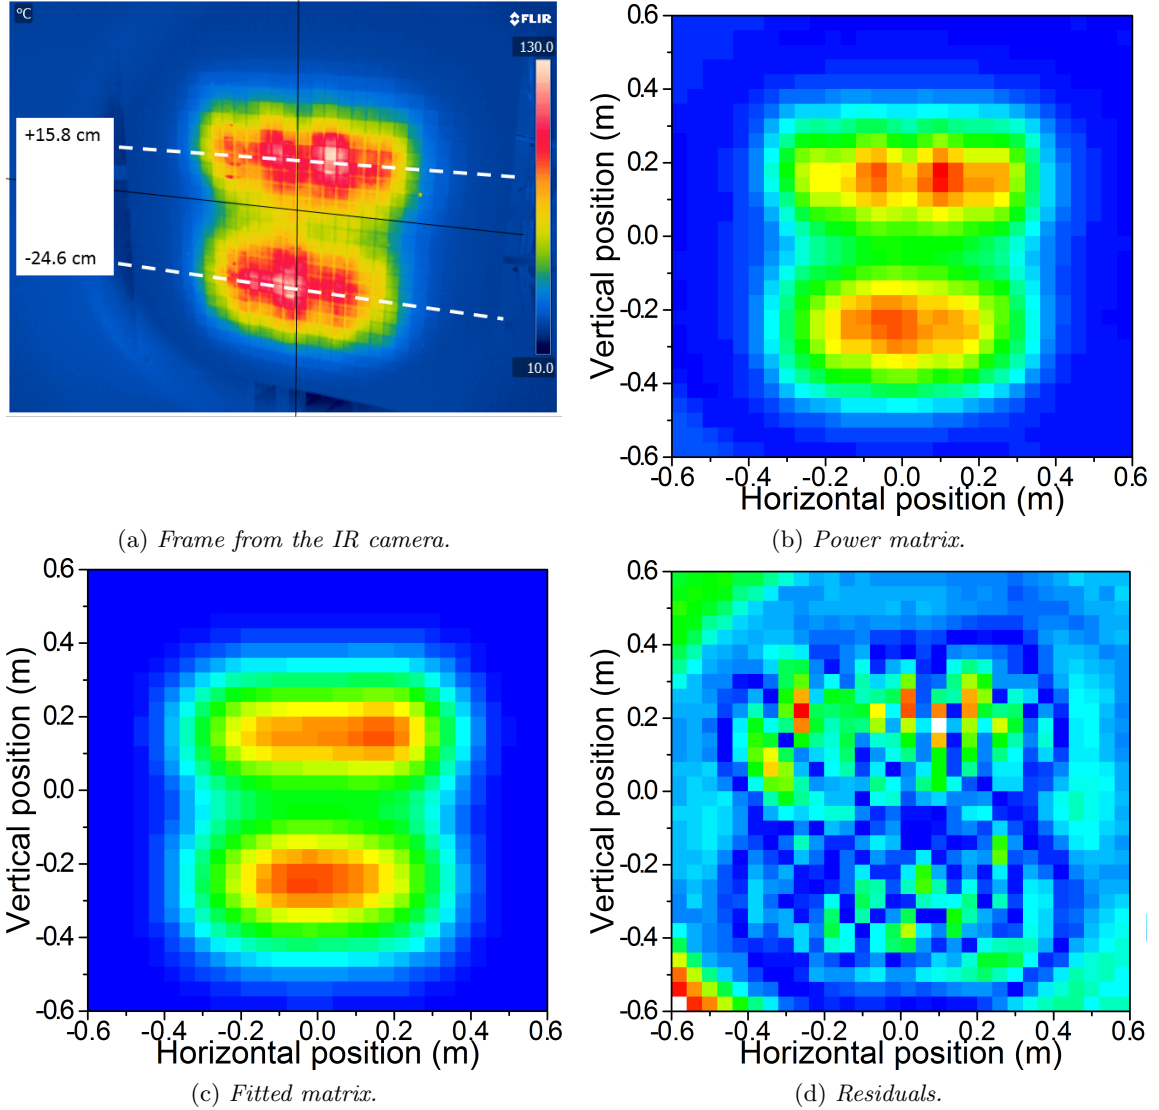 °C
FLIR
130.0
+15.8 cm
-24.6 cm
10.0
0.6
0.4
0.2
0.0
-0.2
-0.4
-0.6
-0.6 -0.4 -0.2 0.0 0.2 0.4 0.6
Vertical position (m)
Horizontal position (m)
(a) Frame from the IR camera.
(b) Power matrix.
0.6
0.4
0.2
0.0
-0.2
-0.4
-0.6
-0.6 -0.4 -0.2 0.0 0.2 0.4 0.6
Vertical position (m)
Horizontal position (m)
(c) Fitted matrix.
0.6
0.4
0.2
0.0
-0.2
-0.4
-0.6
-0.6 -0.4 -0.2 0.0 0.2 0.4 0.6
Vertical position (m)
Horizontal position (m)
(d) Residuals.